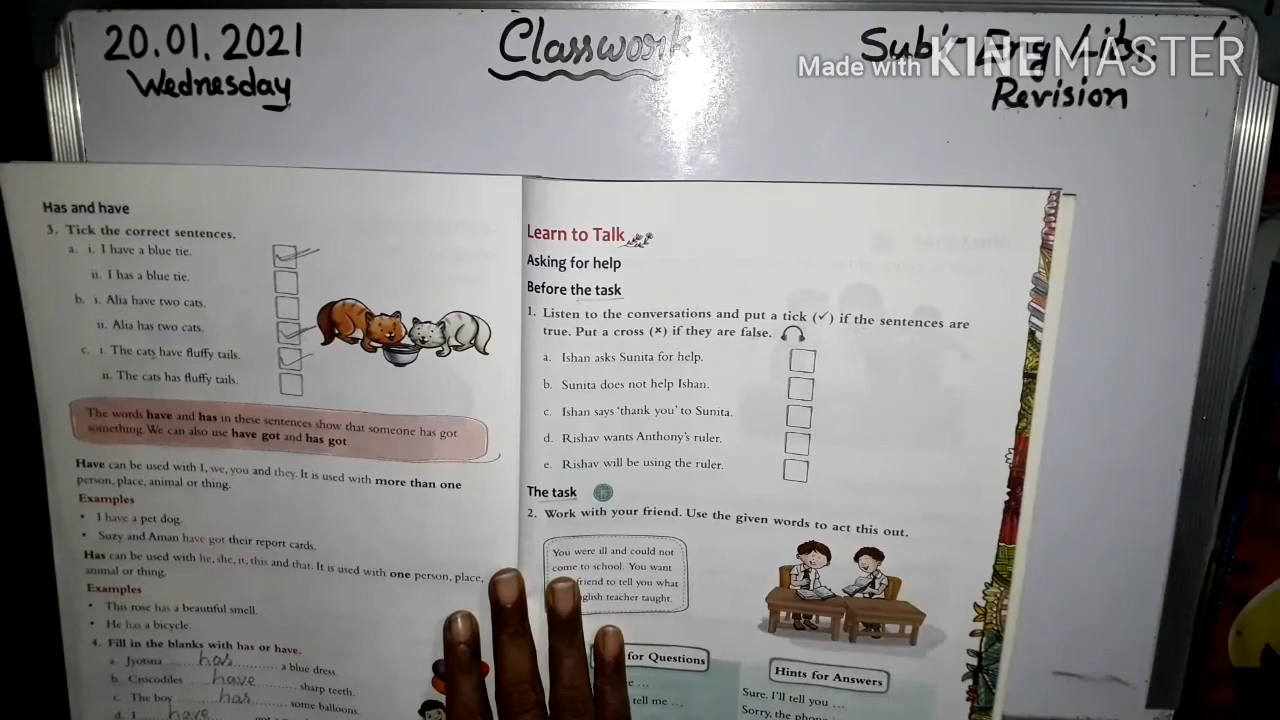 20.01.2021
Wednesday
Classwork
Sub:- Eng Litr.
Revision
Made with KINEMASTER
Has and have
3. Tick the correct sentences.
a. i. I have a blue tie.
ii. I has a blue tie.
b. i. Alia have two cats.
ii. Alia has two cats.
c. i. The cats have fluffy tails.
ii. The cats has fluffy tails.
The words have and has in these sentences show that someone has got
something. We can also use have got and has got.
Have can be used with I, we, you and they. It is used with more than one
person, place, animal or thing.
Examples
• I have a pet dog.
• Suzy and Aman have got their report cards.
Has can be used with he, she, it, this and that. It is used with one person, place,
animal or thing.
Examples
• This rose has a beautiful smell.
• He has a bicycle.
4. Fill in the blanks with has or have.
a. Jyotsna has a blue dress.
b. Crocodiles have sharp teeth.
c. The boy has some balloons.
d. I have
Learn to Talk
Asking for help
Before the task
1. Listen to the conversations and put a tick (✓) if the sentences are
true. Put a cross (×) if they are false.
a. Ishan asks Sunita for help.
b. Sunita does not help Ishan.
c. Ishan says 'thank you' to Sunita.
d. Rishav wants Anthony's ruler.
e. Rishav will be using the ruler.
The task
2. Work with your friend. Use the given words to act this out.
You were ill and could not
come to school. You want
friend to tell you what
glish teacher taught.
for Questions
e ...
tell me ...
Hints for Answers
Sure. I'll tell you ...
Sorry, the phon